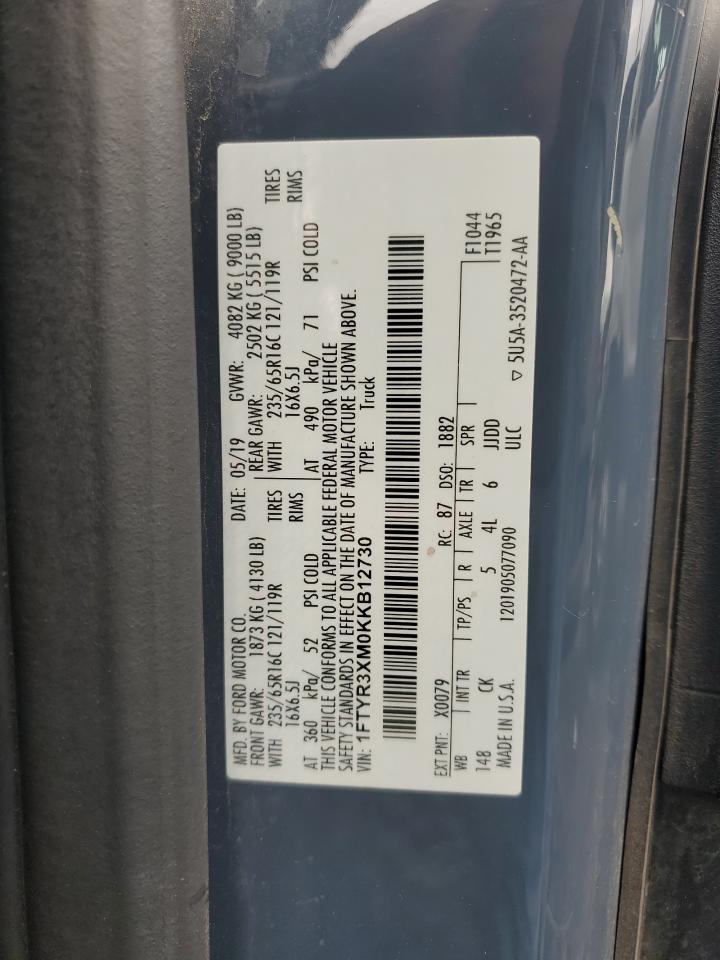 MFD. BY FORD MOTOR CO. DATE: 05/19 GVWR: 4082 KG ( 9000 LB)
FRONT GAWR: 1873 KG ( 4130 LB) REAR GAWR: 2502 KG ( 5515 LB)
WITH 235/65R16C 121/119R TIRES WITH 235/65R16C 121/119R TIRES
16X6.5J RIMS 16X6.5J RIMS
AT 360 kPa/ 52 PSI COLD AT 490 kPa/ 71 PSI COLD
THIS VEHICLE CONFORMS TO ALL APPLICABLE FEDERAL MOTOR VEHICLE
SAFETY STANDARDS IN EFFECT ON THE DATE OF MANUFACTURE SHOWN ABOVE.
VIN: 1FTYR3XM0KKB12730 TYPE: Truck
EXT PNT: X0079 RC: 87 DSO: 1882
WB INT TR TP/PS R AXLE TR SPR F1044
148 CK 5 4L 6 JJDD T1965
MADE IN U.S.A. 1201905077090 ULC ▽ 5U5A-3520472-AA